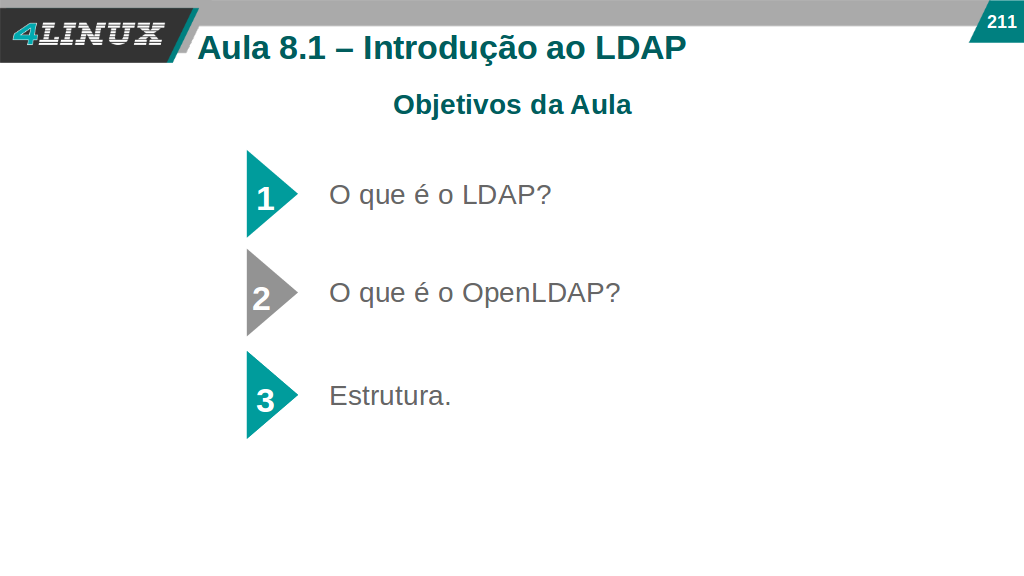 4LINUX
211
Aula 8.1 – Introdução ao LDAP
Objetivos da Aula
1 O que é o LDAP?
2 O que é o OpenLDAP?
3 Estrutura.